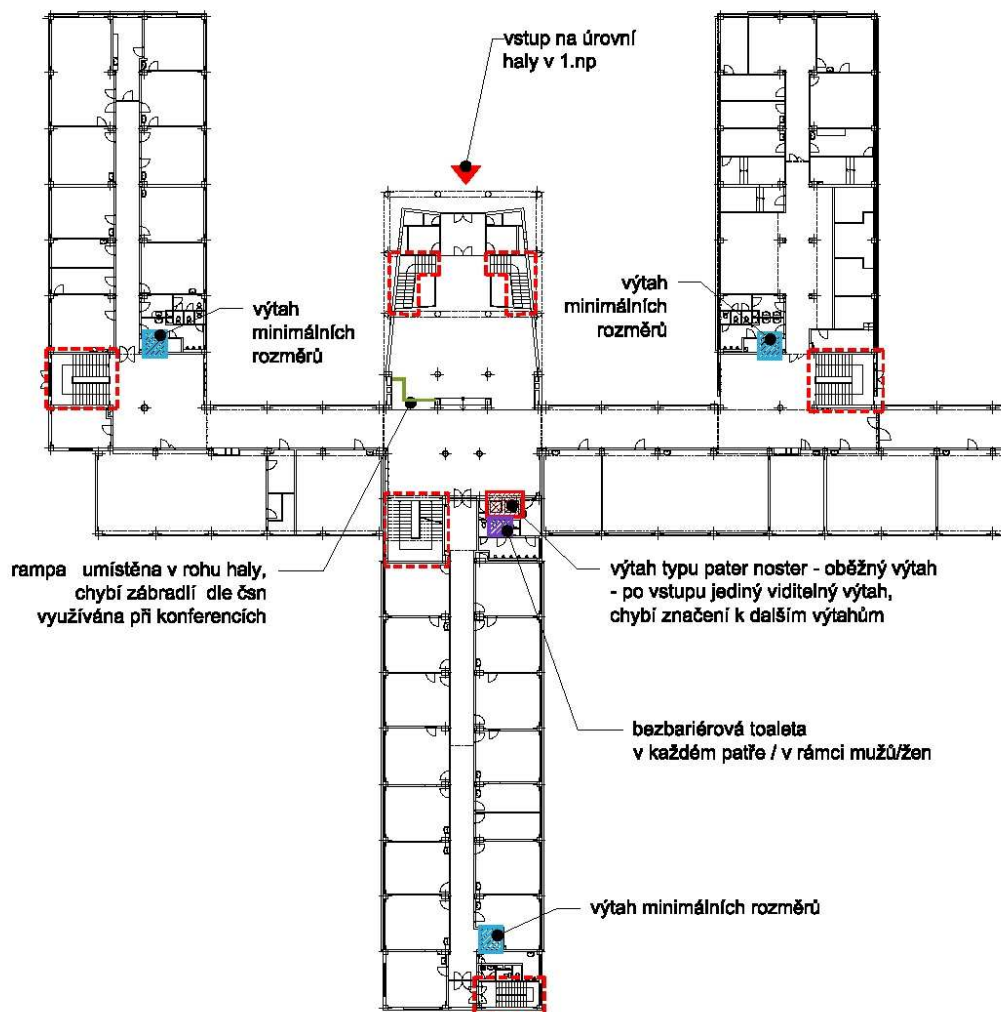 vstup na úrovní
haly v 1.np
výtah
minimálních
rozměrů
výtah
minimálních
rozměrů
rampa umístěna v rohu haly,
chybí zábradlí dle čsn
využívána při konferencích
výtah typu pater noster - oběžný výtah
- po vstupu jediný viditelný výtah,
chybí značení k dalším výtahům
bezbariérová toaleta
v každém patře / v rámci mužů/žen
výtah minimálních rozměrů